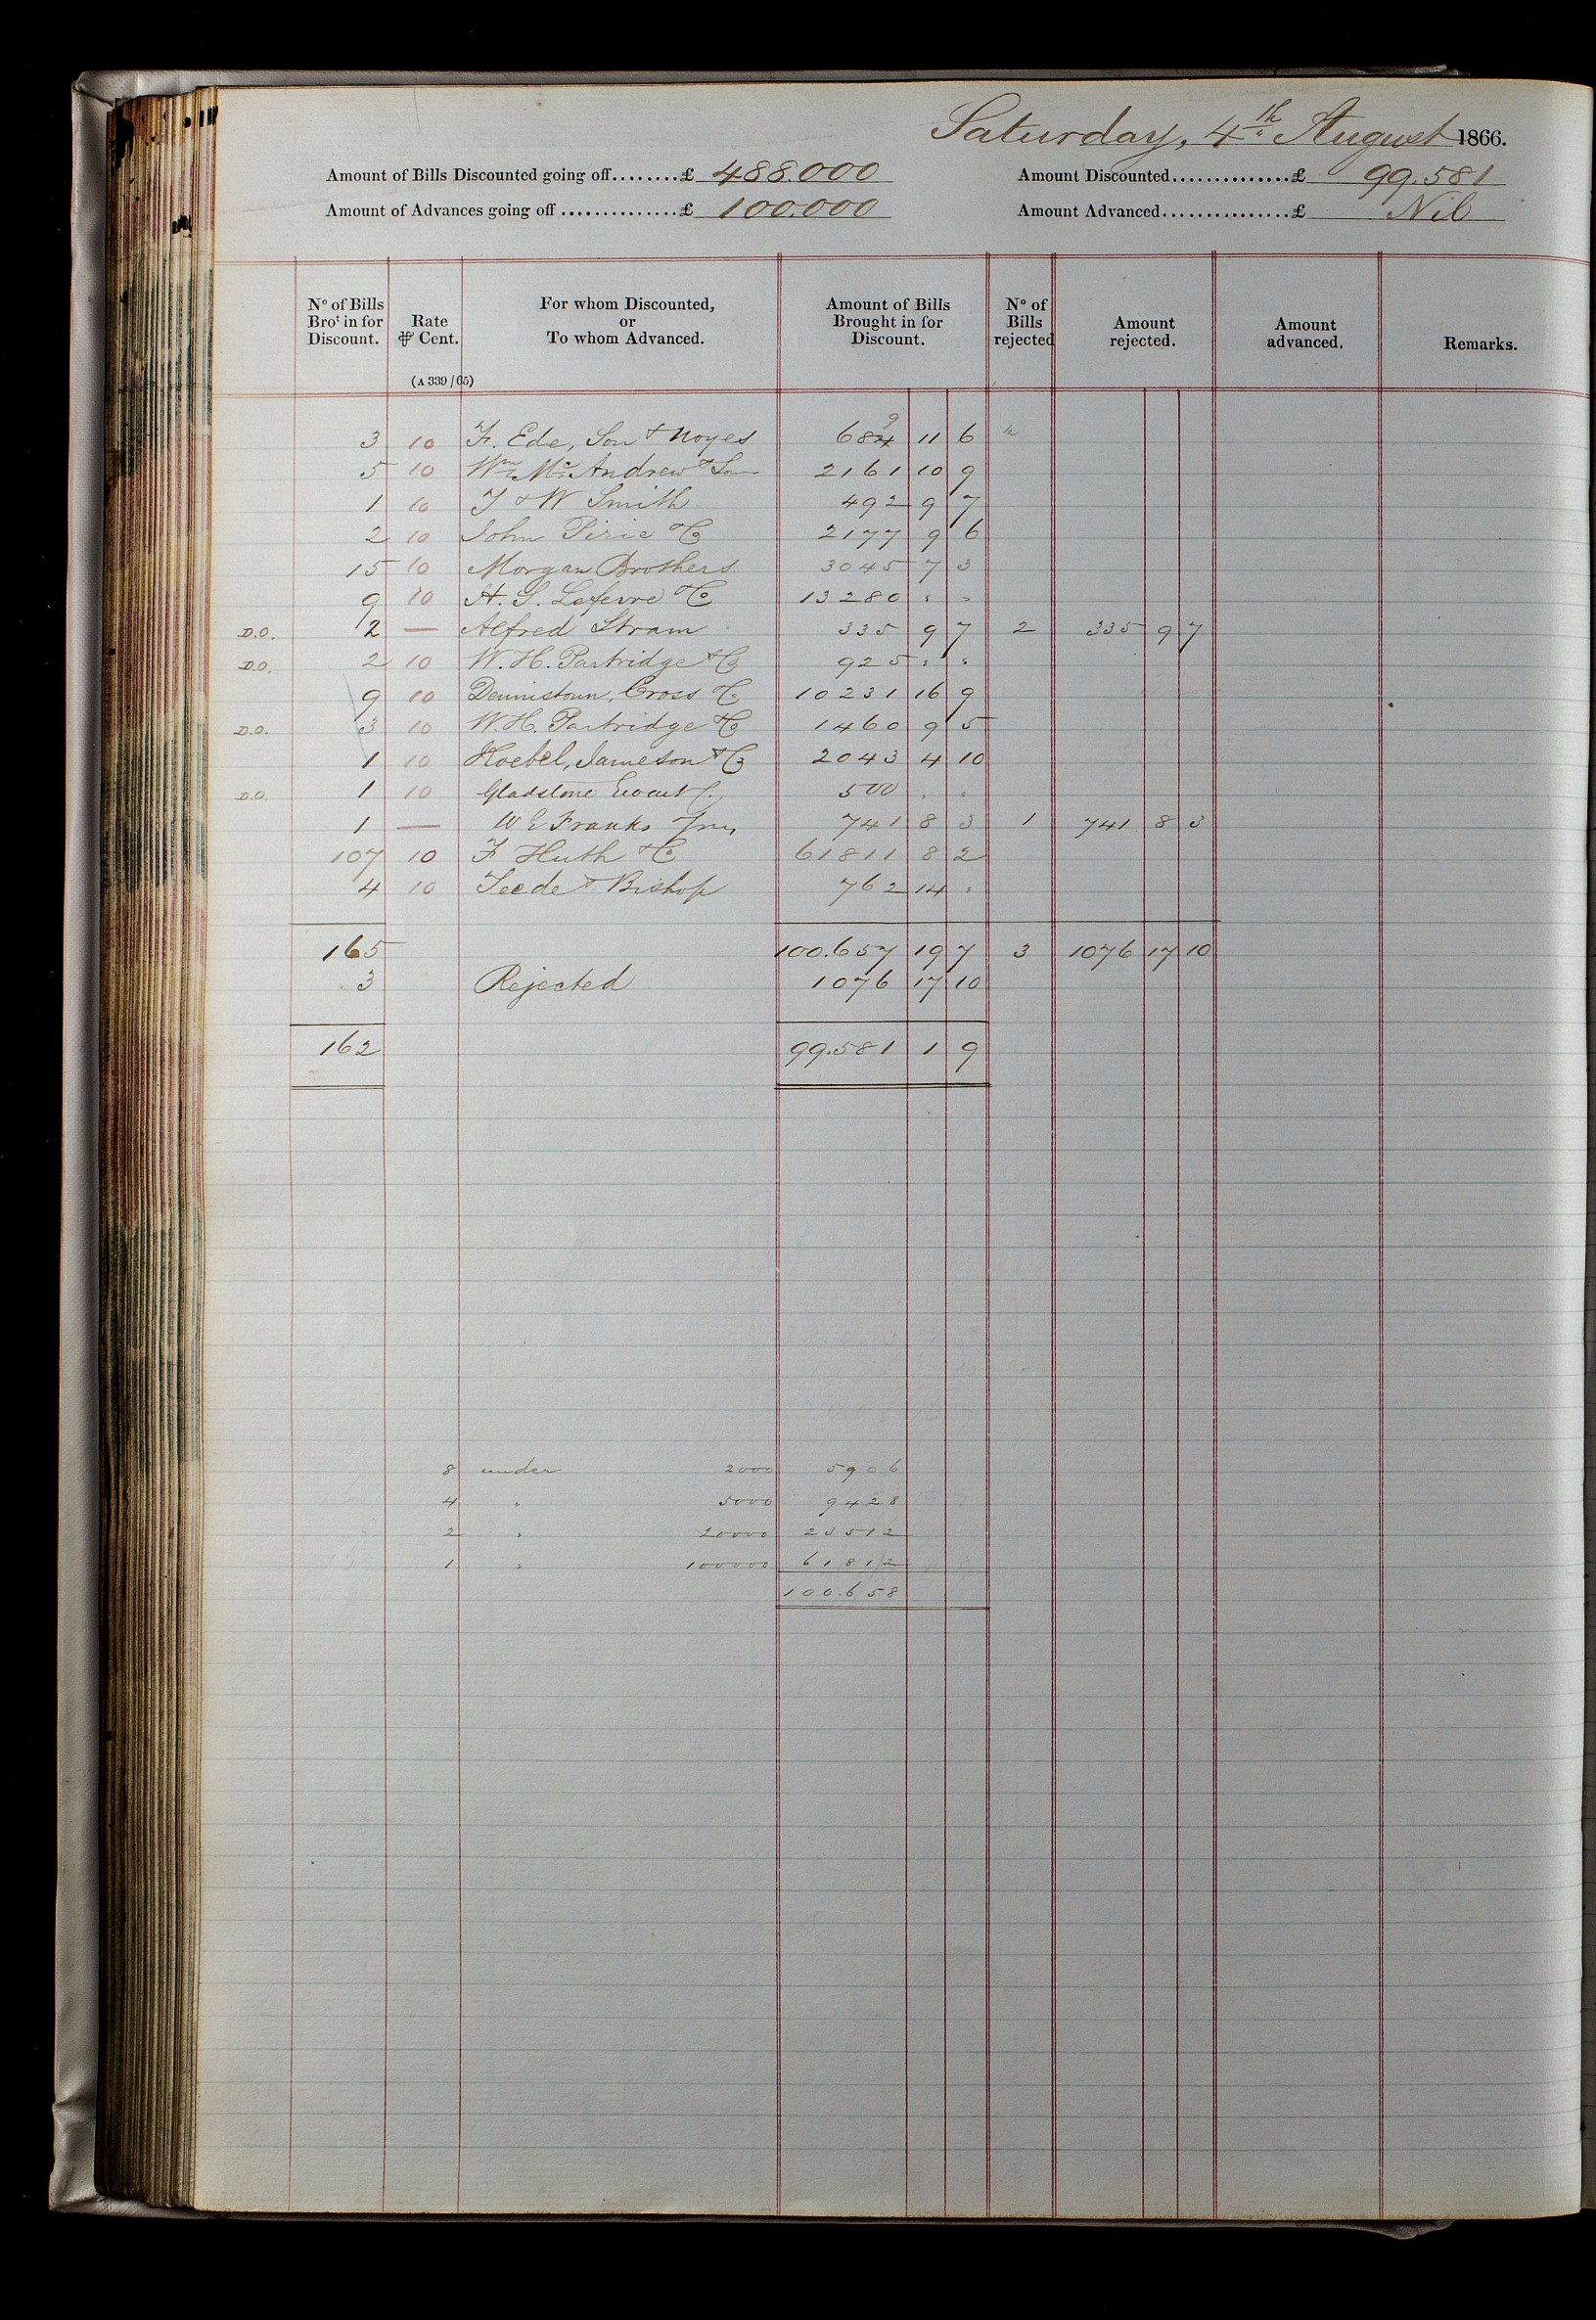 Saturday, 4th August 1866.
Amount of Bills Discounted going off........£ 488.000 Amount Discounted..............£ 99.581
Amount of Advances going off ..............£ 100.000 Amount Advanced...............£ Nil
No of Bills Brot in for Discount. Rate ⅌ Cent. For whom Discounted, or To whom Advanced. Amount of Bills Brought in for Discount. No of Bills rejected Amount rejected. Amount advanced. Remarks.
(A 339/65)
9
3 10 F. Ede, Son & Noyes 684 11 6
5 10 Wm McAndrew & Son 2161 10 9
1 10 T & W Smith 492 9 7
2 10 John Pirie & Co 2177 9 6
15 10 Morgan Brothers 3045 7 3
9 10 H. S. Lefevre & Co 13280 " "
D.O. 2 — Alfred Stram 335 9 7 2 335 9 7
D.O. 2 10 W. H. Partridge & Co 925 " "
9 10 Dennistoun, Cross & Co 10231 16 9
D.O. 3 10 W. H. Partridge & Co 1460 9 5
1 10 Hoebel, Jameson & Co 2043 4 10
D.O. 1 10 Gladstone 500 " "
1 — W E Franks Jun 741 8 3 1 741 8 3
107 10 F Huth & Co 61811 8 2
4 10 Teede & Bishop 762 14 "
165 100.657 19 7 3 1076 17 10
3 Rejected 1076 17 10
162 99.581 1 9
8 under 2000 5906
4 " 5000 9428
2 " 20000 23512
1 " 100000 61812
100.658